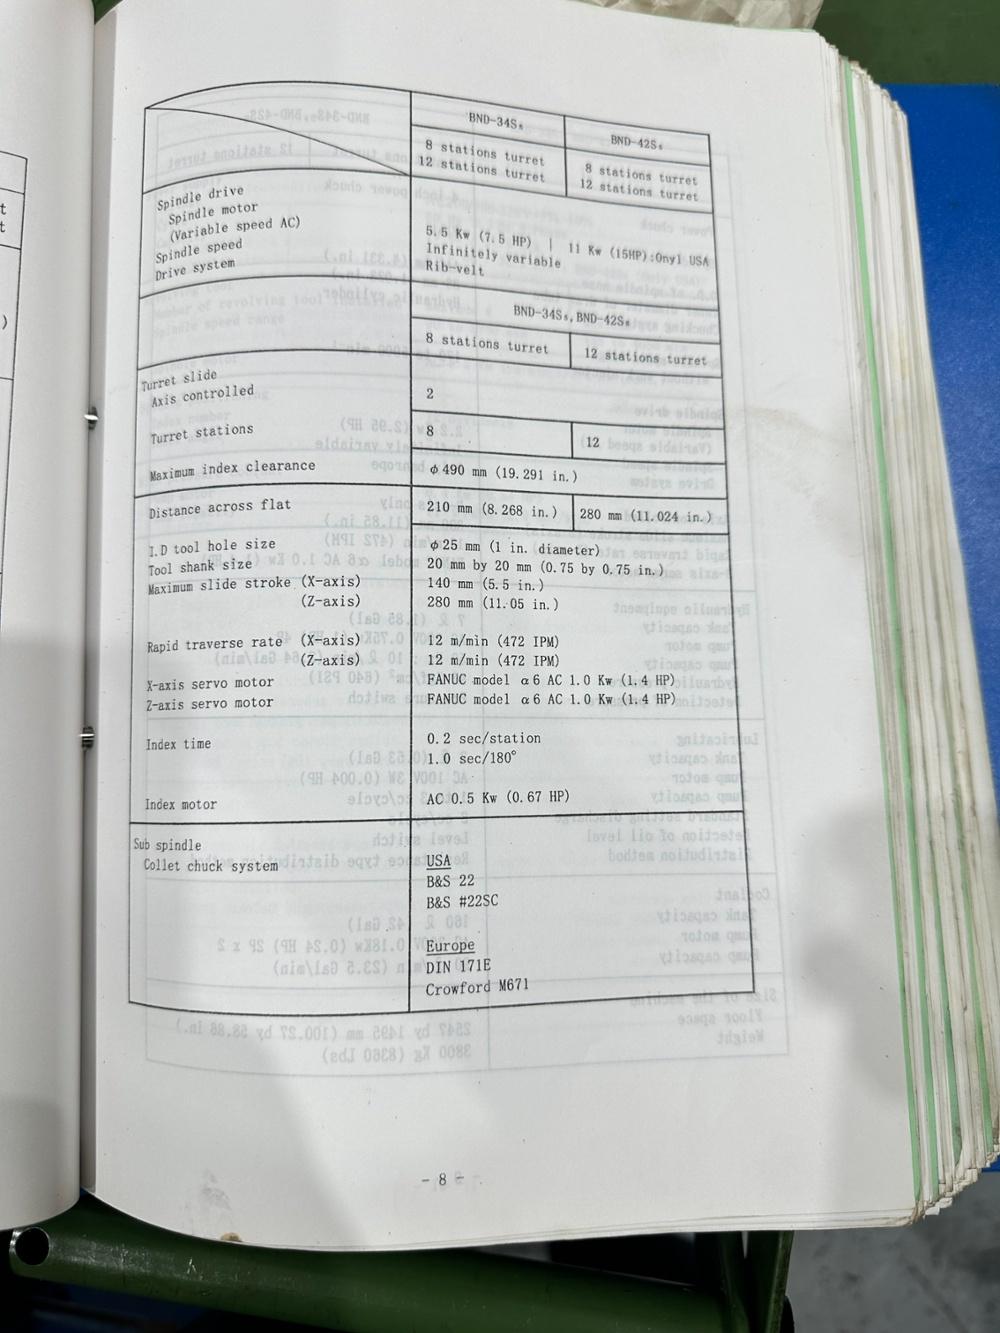 BND-34S₅ BND-42S₅
8 stations turret 8 stations turret
12 stations turret 12 stations turret
Spindle drive
Spindle motor
(Variable speed AC) 5.5 Kw (7.5 HP) | 11 Kw (15HP):Onyl USA
Spindle speed Infinitely variable
Drive system Rib-velt
BND-34S₅, BND-42S₅
8 stations turret 12 stations turret
Turret slide
Axis controlled 2
Turret stations 8 12
Maximum index clearance φ490 mm (19.291 in.)
Distance across flat 210 mm (8.268 in.) 280 mm (11.024 in.)
I.D tool hole size φ25 mm (1 in. diameter)
Tool shank size 20 mm by 20 mm (0.75 by 0.75 in.)
Maximum slide stroke (X-axis) 140 mm (5.5 in.)
(Z-axis) 280 mm (11.05 in.)
Rapid traverse rate (X-axis) 12 m/min (472 IPM)
(Z-axis) 12 m/min (472 IPM)
X-axis servo motor FANUC model α6 AC 1.0 Kw (1.4 HP)
Z-axis servo motor FANUC model α6 AC 1.0 Kw (1.4 HP)
Index time 0.2 sec/station
1.0 sec/180°
Index motor AC 0.5 Kw (0.67 HP)
Sub spindle
Collet chuck system USA
B&S 22
B&S #22SC
Europe
DIN 171E
Crowford M671
- 8 -